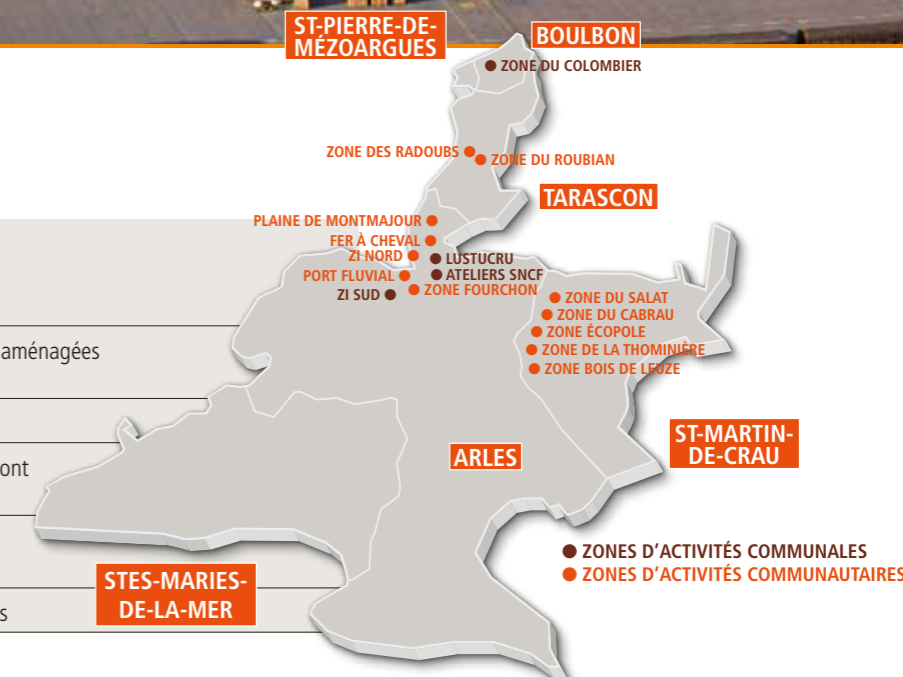 ST-PIERRE-DE-
MÉZOARGUES
BOULBON
ZONE DU COLOMBIER
ZONE DES RADOUBS
ZONE DU ROUBIAN
TARASCON
PLAINE DE MONTMAJOUR
FER À CHEVAL
ZI NORD
LUSTUCRU
PORT FLUVIAL
ATELIERS SNCF
ZI SUD
ZONE FOURCHON
ZONE DU SALAT
ZONE DU CABRAU
ZONE ÉCOPOLE
ZONE DE LA THOMINIÈRE
ZONE BOIS DE LEUZE
aménagées
ont
s
ARLES
ST-MARTIN-
DE-CRAU
STES-MARIES-
DE-LA-MER
ZONES D'ACTIVITÉS COMMUNALES
ZONES D'ACTIVITÉS COMMUNAUTAIRES